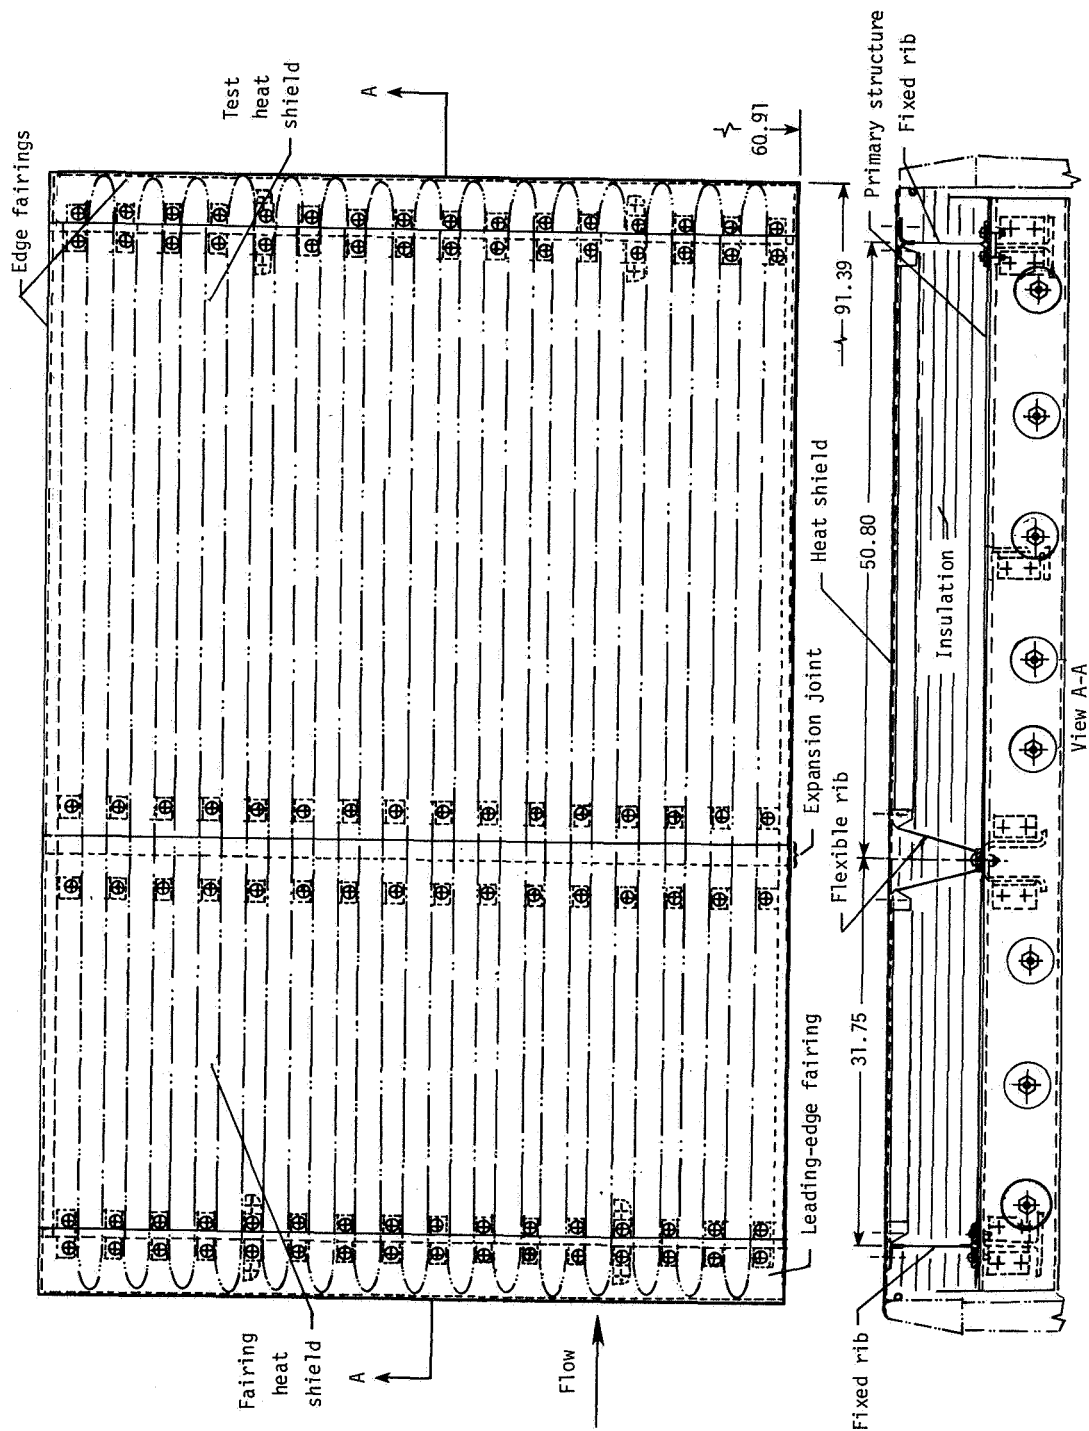 Edge fairings
Test
heat
shield
A
60.91
91.39
Fairing
heat
shield
A
Flow
Leading-edge fairing
Expansion joint
Flexible rib
Heat shield
Primary structure
Fixed rib
31.75
50.80
Insulation
Fixed rib
View A-A